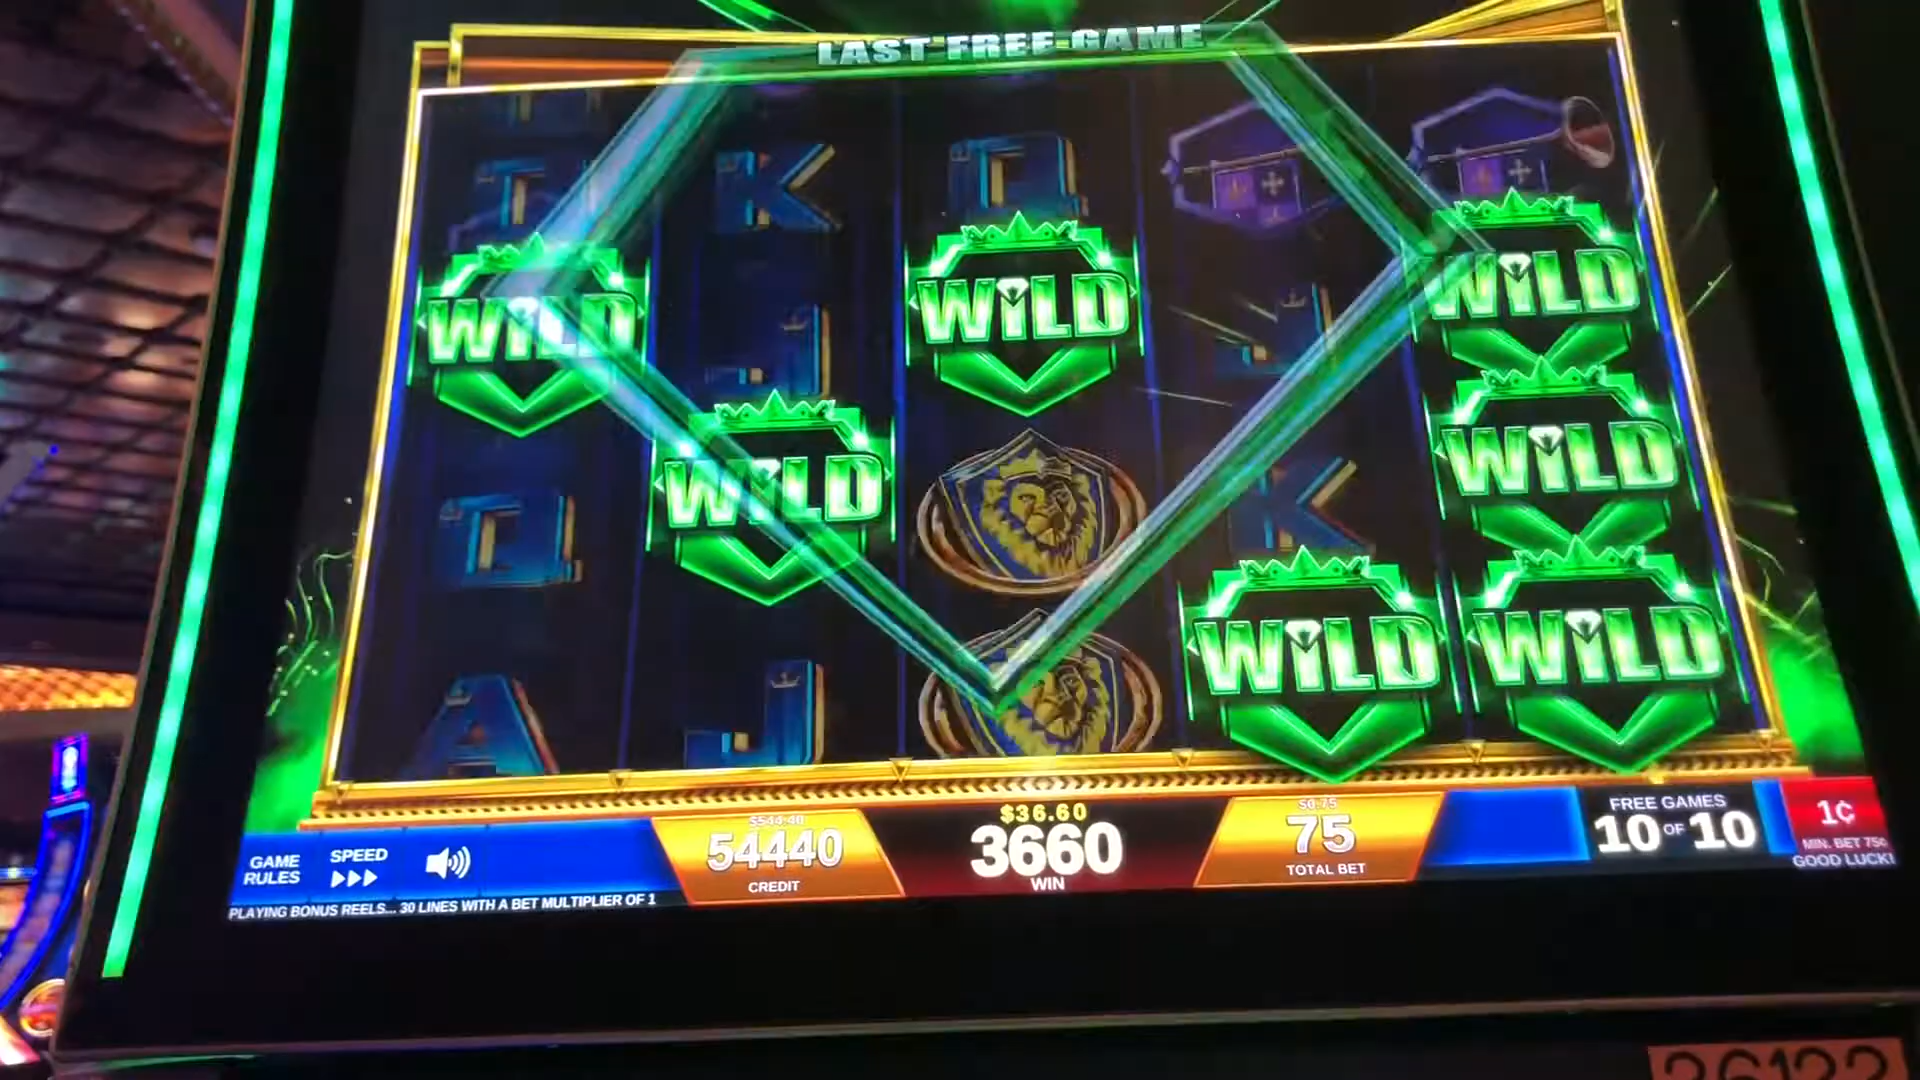 LAST FREE GAME
K
Q
WILD
WILD
WILD
J
J
WILD
WILD
Q
K
WILD
WILD
A
J
$544.40
54440
CREDIT
$36.60
3660
WIN
$0.75
75
TOTAL BET
FREE GAMES
10 OF 10
1¢
MIN. BET 75¢
GOOD LUCK!
GAME RULES
SPEED
PLAYING BONUS REELS... 30 LINES WITH A BET MULTIPLIER OF 1